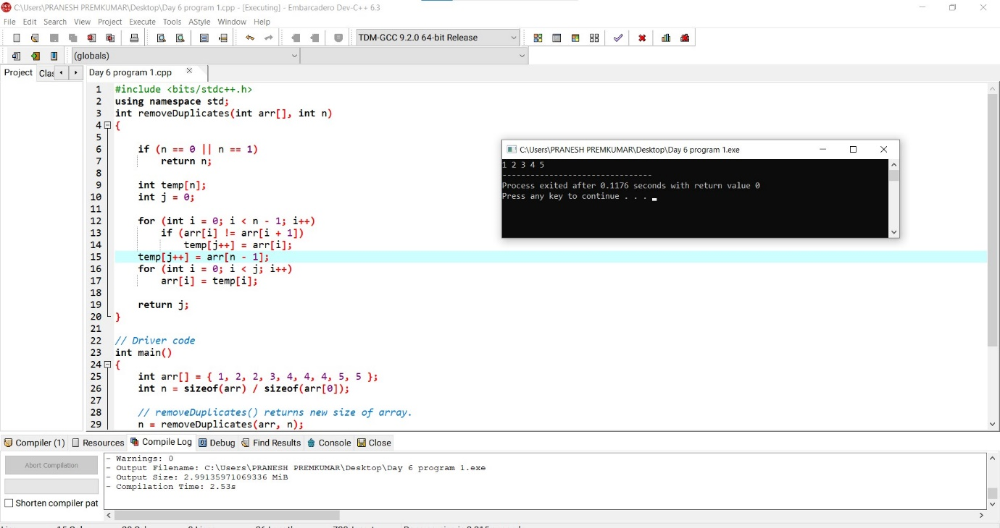 C:\Users\PRANESH PREMKUMAR\Desktop\Day 6 program 1.cpp - [Executing] - Embarcadero Dev-C++ 6.3
File Edit Search View Project Execute Tools AStyle Window Help
TDM-GCC 9.2.0 64-bit Release
(globals)
Project Clas Day 6 program 1.cpp
1 #include <bits/stdc++.h>
2 using namespace std;
3 int removeDuplicates(int arr[], int n)
4 {
5
6 if (n == 0 || n == 1)
7 return n;
8
9 int temp[n];
10 int j = 0;
11
12 for (int i = 0; i < n - 1; i++)
13 if (arr[i] != arr[i + 1])
14 temp[j++] = arr[i];
15 temp[j++] = arr[n - 1];
16 for (int i = 0; i < j; i++)
17 arr[i] = temp[i];
18
19 return j;
20 }
21
22 // Driver code
23 int main()
24 {
25 int arr[] = { 1, 2, 2, 3, 4, 4, 4, 5, 5 };
26 int n = sizeof(arr) / sizeof(arr[0]);
27
28 // removeDuplicates() returns new size of array.
29 n = removeDuplicates(arr, n);
C:\Users\PRANESH PREMKUMAR\Desktop\Day 6 program 1.exe
1 2 3 4 5
--------------------------------
Process exited after 0.1176 seconds with return value 0
Press any key to continue . . .
Compiler (1) Resources Compile Log Debug Find Results Console Close
Abort Compilation
Shorten compiler pat
- Warnings: 0
- Output Filename: C:\Users\PRANESH PREMKUMAR\Desktop\Day 6 program 1.exe
- Output Size: 2.99135971069336 MiB
- Compilation Time: 2.53s